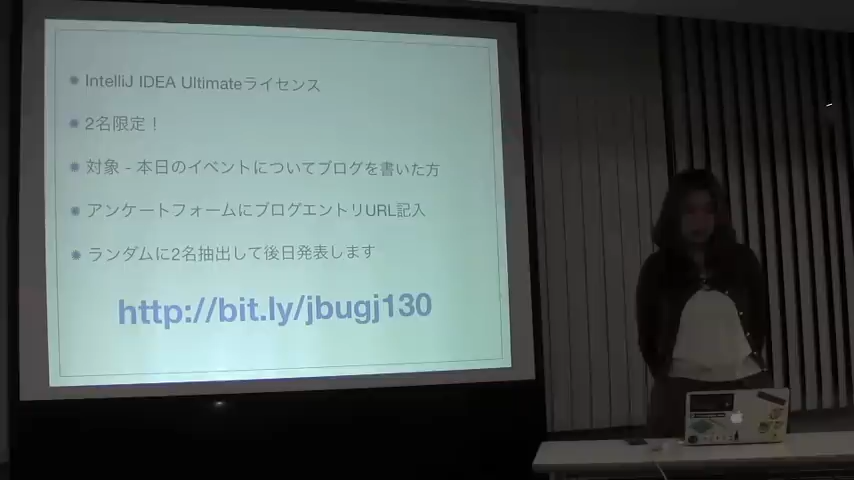 IntelliJ IDEA Ultimateライセンス
2名限定！
対象 - 本日のイベントについてブログを書いた方
アンケートフォームにブログエントリURL記入
ランダムに2名抽出して後日発表します
http://bit.ly/jbugj130